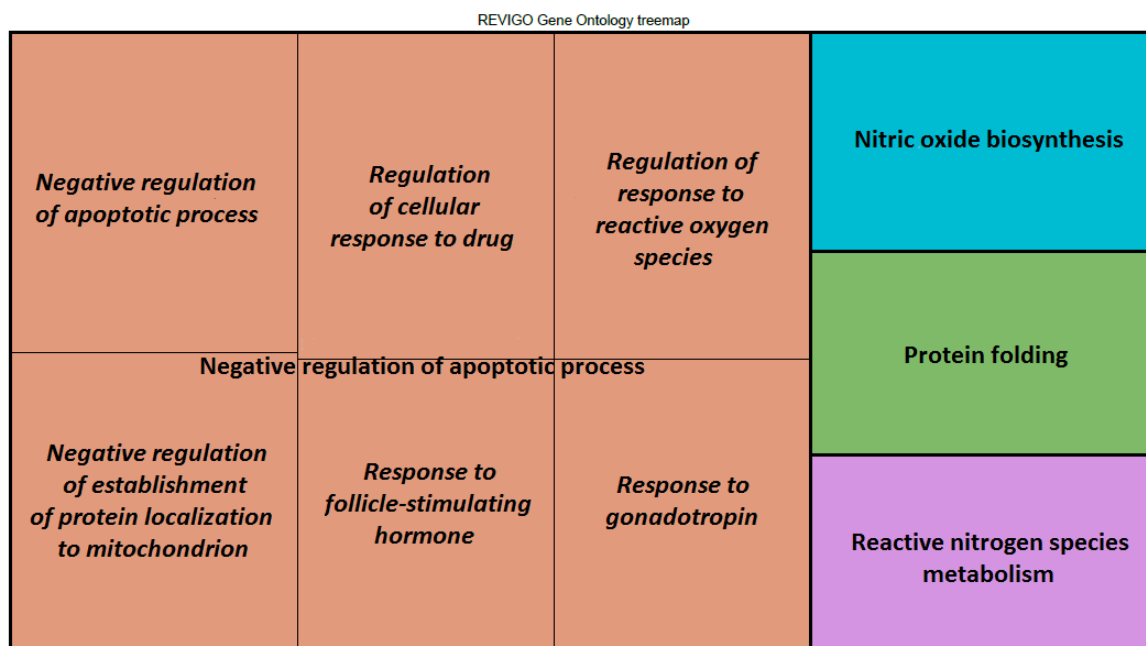 REVIGO Gene Ontology treemap
Negative regulation
of apoptotic process
Regulation
of cellular
response to drug
Regulation of
response to
reactive oxygen
species
Nitric oxide biosynthesis
Protein folding
Negative regulation of apoptotic process
Negative regulation
of establishment
of protein localization
to mitochondrion
Response to
follicle-stimulating
hormone
Response to
gonadotropin
Reactive nitrogen species
metabolism